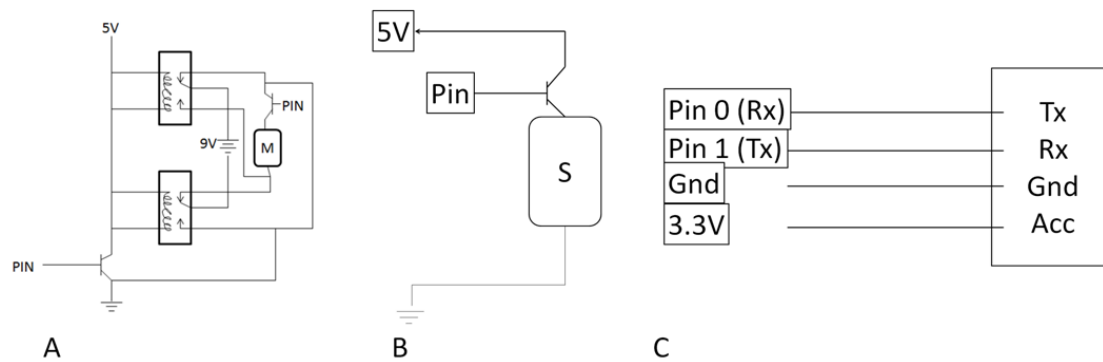 5V
PIN
9V
M
PIN
A
5V
Pin
S
B
Pin 0 (Rx)
Pin 1 (Tx)
Gnd
3.3V
Tx
Rx
Gnd
Acc
C